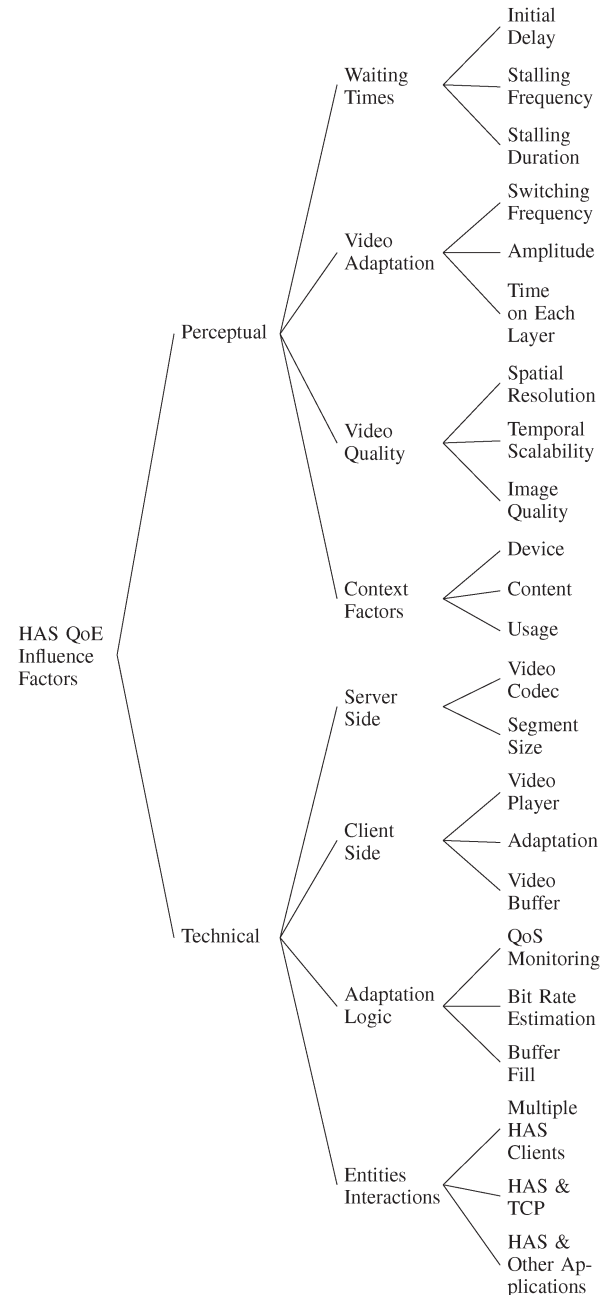 Initial
Delay
Waiting
Times
Stalling
Frequency
Stalling
Duration
Switching
Frequency
Video
Adaptation
Amplitude
Time
on Each
Layer
Perceptual
Spatial
Resolution
Video
Quality
Temporal
Scalability
Image
Quality
Device
Context
Factors
Content
Usage
HAS QoE
Influence
Factors
Video
Codec
Server
Side
Segment
Size
Video
Player
Client
Side
Adaptation
Video
Buffer
Technical
QoS
Monitoring
Adaptation
Logic
Bit Rate
Estimation
Buffer
Fill
Multiple
HAS
Clients
Entities
Interactions
HAS &
TCP
HAS &
Other Ap-
plications